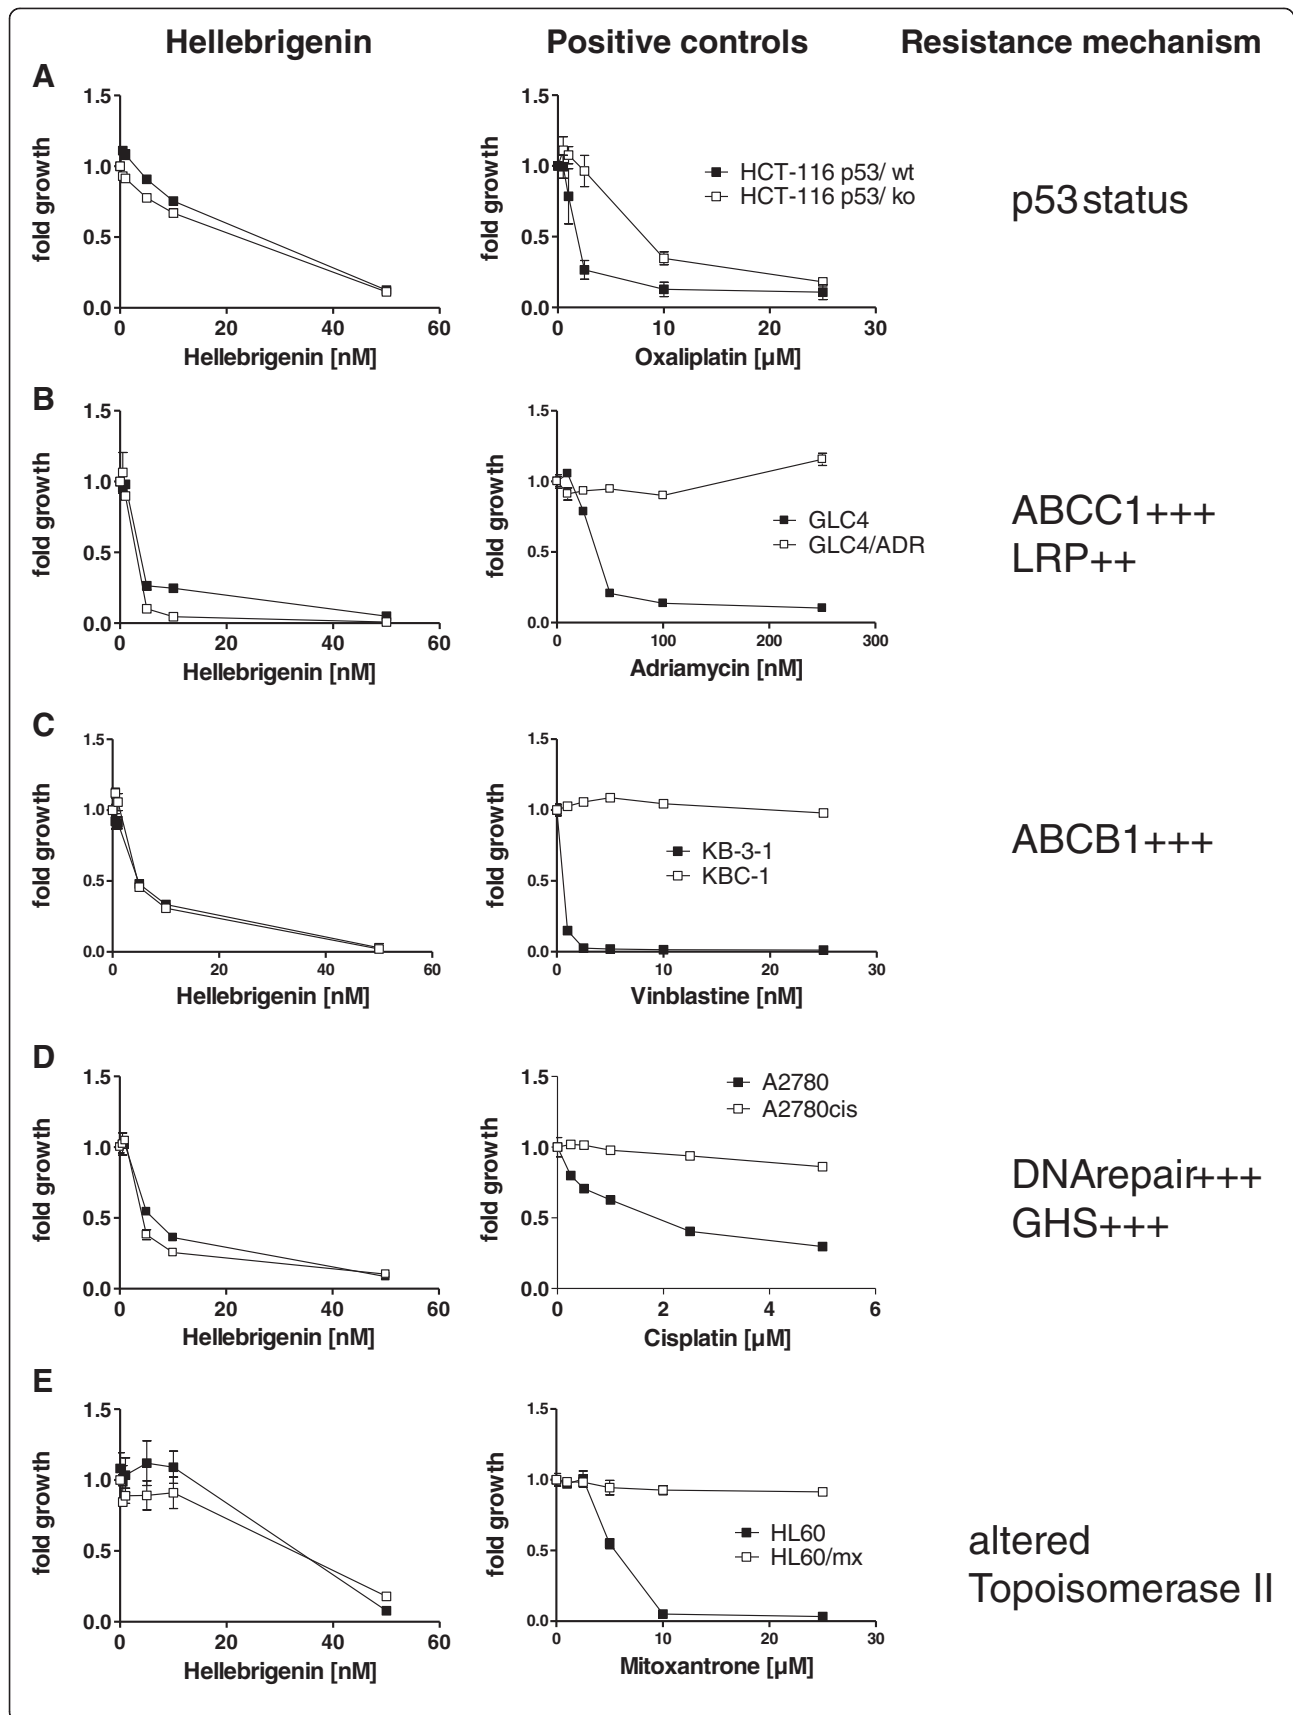 Hellebrigenin
Positive controls
Resistance mechanism
A
1.5
1.0
0.5
0.0
fold growth
0
20
40
60
Hellebrigenin [nM]
1.5
1.0
0.5
0.0
fold growth
0
10
20
30
Oxaliplatin [µM]
HCT-116 p53/ wt
HCT-116 p53/ ko
p53 status
B
1.5
1.0
0.5
0.0
fold growth
0
20
40
60
Hellebrigenin [nM]
1.5
1.0
0.5
0.0
fold growth
0
100
200
300
Adriamycin [nM]
GLC4
GLC4/ADR
ABCC1+++
LRP++
C
1.5
1.0
0.5
0.0
fold growth
0
20
40
60
Hellebrigenin [nM]
1.5
1.0
0.5
0.0
fold growth
0
10
20
30
Vinblastine [nM]
KB-3-1
KBC-1
ABCB1+++
D
1.5
1.0
0.5
0.0
fold growth
0
20
40
60
Hellebrigenin [nM]
1.5
1.0
0.5
0.0
fold growth
0
2
4
6
Cisplatin [µM]
A2780
A2780cis
DNArepair+++
GHS+++
E
1.5
1.0
0.5
0.0
fold growth
0
20
40
60
Hellebrigenin [nM]
1.5
1.0
0.5
0.0
fold growth
0
10
20
30
Mitoxantrone [µM]
HL60
HL60/mx
altered
Topoisomerase II